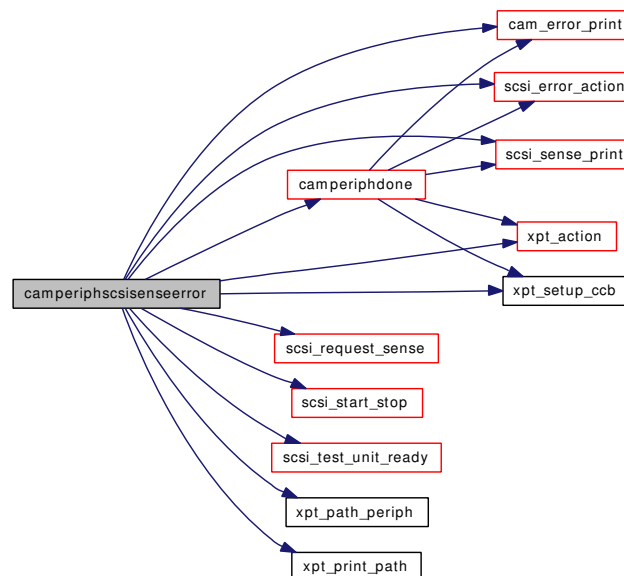 cam_error_print
scsi_error_action
scsi_sense_print
camperiphdone
xpt_action
camperiphscsisenseerror
xpt_setup_ccb
scsi_request_sense
scsi_start_stop
scsi_test_unit_ready
xpt_path_periph
xpt_print_path